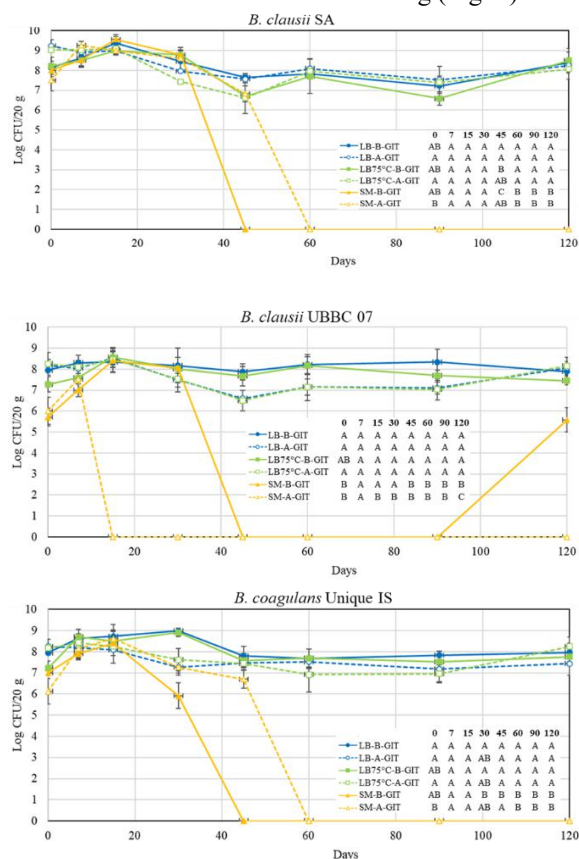 B. clausii SA
10
9
8
7
6
5
4
3
2
1
0
Log CFU/20 g
0 7 15 30 45 60 90 120
LB-B-GIT AB A A A A A A A
LB-A-GIT A A A A A A A A
LB75°C-B-GIT AB A A A B A A A
LB75°C-A-GIT A A A A AB A A A
SM-B-GIT AB A A A C B B B
SM-A-GIT B A A A AB B B B
0 20 40 60 80 100 120
Days
B. clausii UBBC 07
10
9
8
7
6
5
4
3
2
1
0
Log CFU/20 g
0 7 15 30 45 60 90 120
LB-B-GIT A A A A A A A A
LB-A-GIT A A A A A A A A
LB75°C-B-GIT AB A A A A A A A
LB75°C-A-GIT A A A A A A A A
SM-B-GIT B A A A B B B B
SM-A-GIT B A B B B B B C
0 20 40 60 80 100 120
Days
B. coagulans Unique IS
10
9
8
7
6
5
4
3
2
1
0
Log CFU/20 g
0 7 15 30 45 60 90 120
LB-B-GIT A A A A A A A A
LB-A-GIT A A A AB A A A A
LB75°C-B-GIT AB A A A A A A A
LB75°C-A-GIT A A A AB A A A A
SM-B-GIT AB A A B B B B B
SM-A-GIT B A A AB A B B B
0 20 40 60 80 100 120
Days